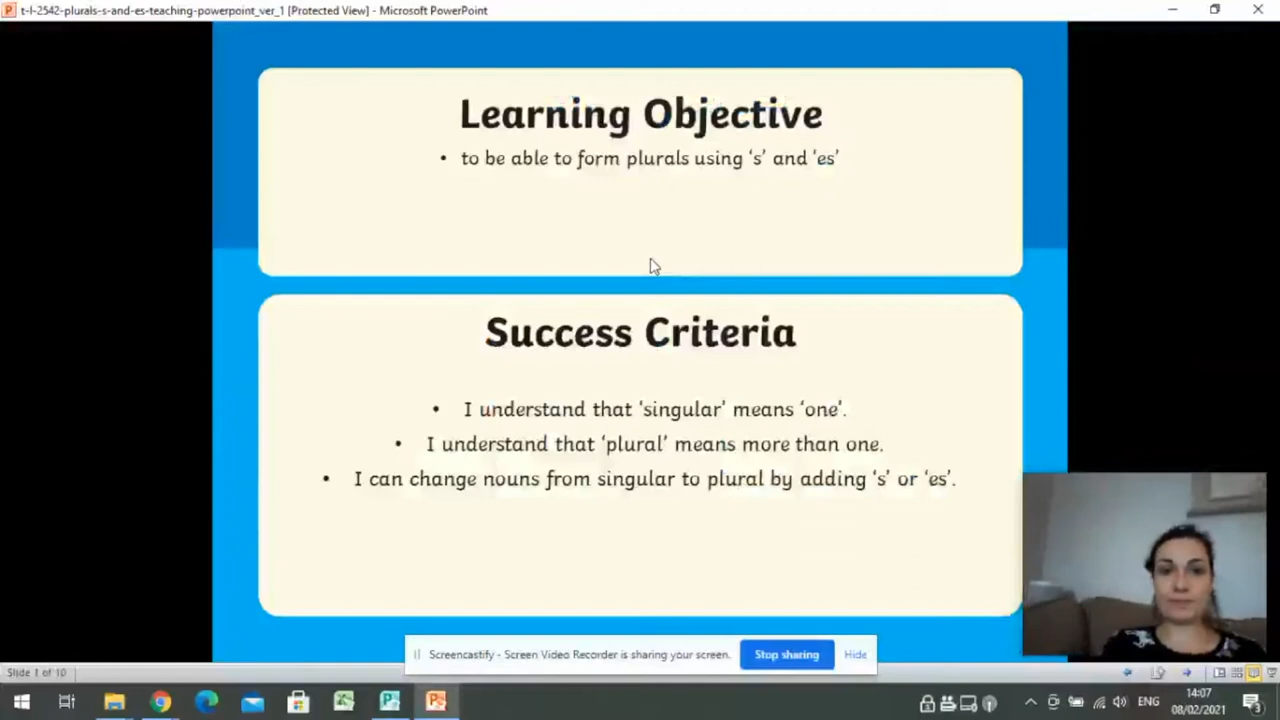 t-l-2542-plurals-s-and-es-teaching-powerpoint_ver_1 [Protected View] - Microsoft PowerPoint
Learning Objective
• to be able to form plurals using ‘s’ and ‘es’
Success Criteria
• I understand that ‘singular’ means ‘one’.
• I understand that ‘plural’ means more than one.
• I can change nouns from singular to plural by adding ‘s’ or ‘es’.
Screencastify - Screen Video Recorder is sharing your screen. Stop sharing Hide
Slide 1 of 10
ENG
14:07
08/02/2021
3